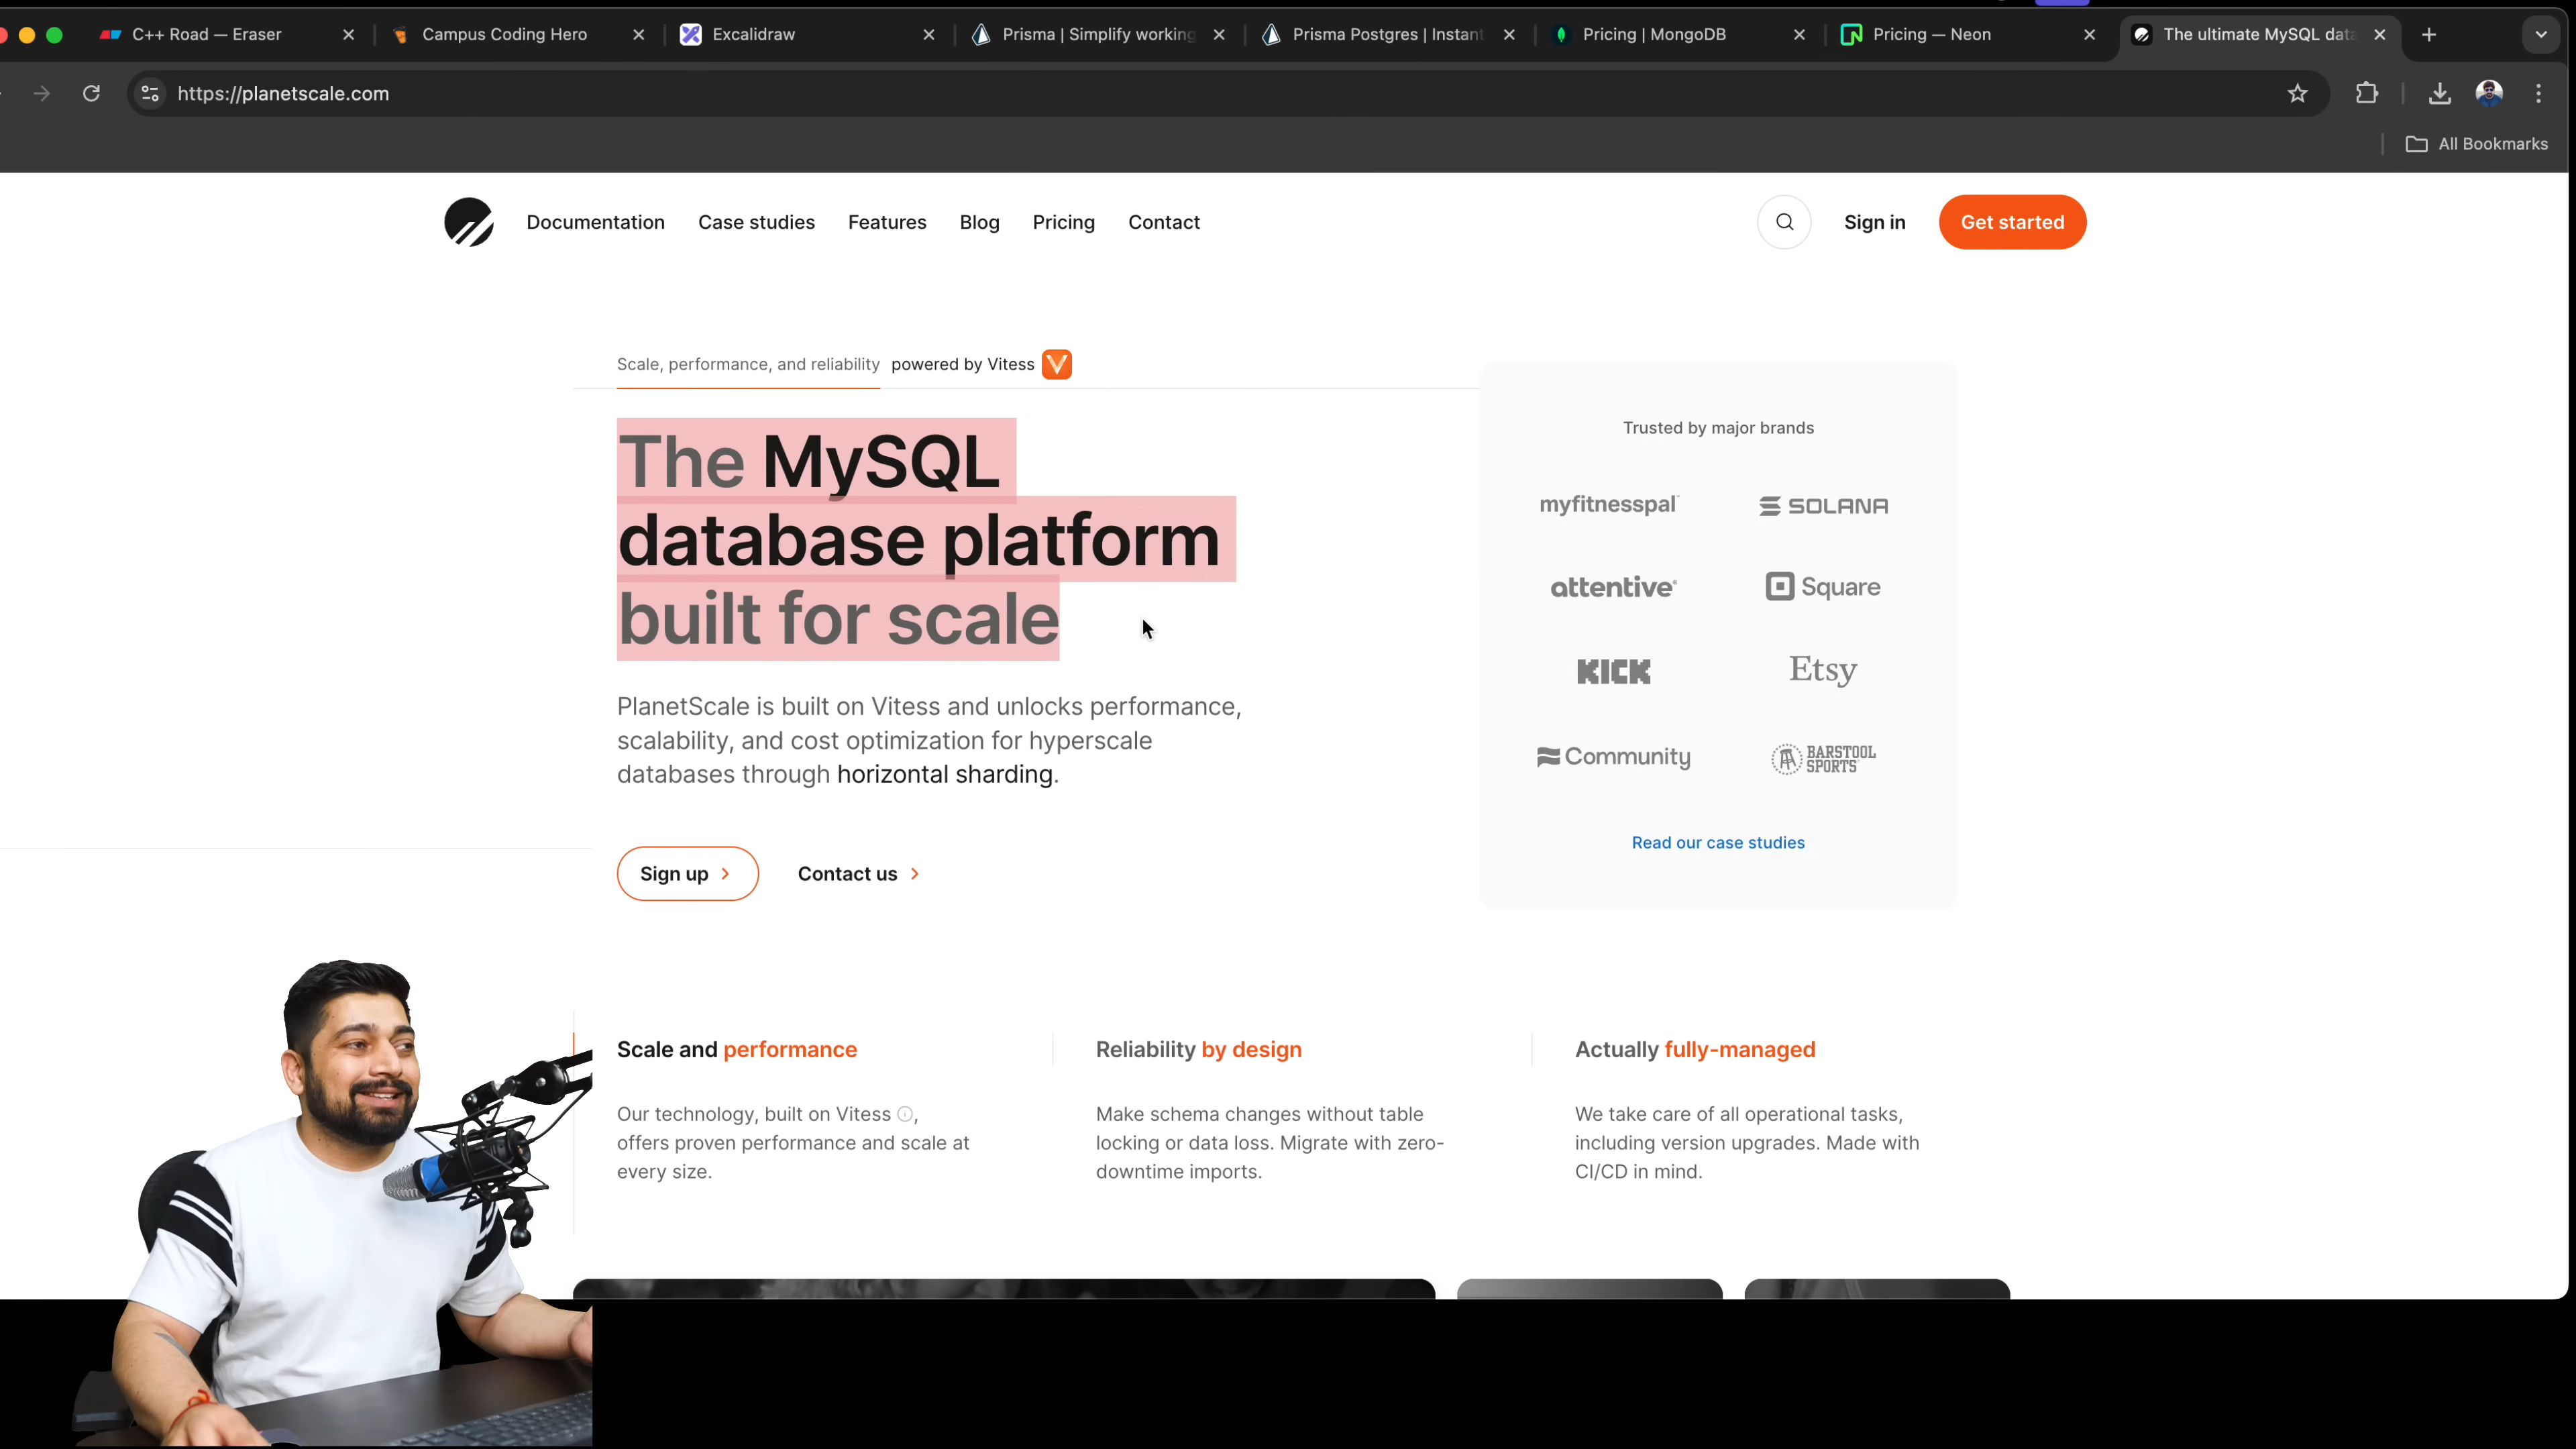 C++ Road — Eraser
Campus Coding Hero
Excalidraw
Prisma | Simplify working
Prisma Postgres | Instant
Pricing | MongoDB
Pricing — Neon
The ultimate MySQL data
https://planetscale.com
All Bookmarks
Documentation
Case studies
Features
Blog
Pricing
Contact
Sign in
Get started
Scale, performance, and reliability powered by Vitess
The MySQL
database platform
built for scale
PlanetScale is built on Vitess and unlocks performance,
scalability, and cost optimization for hyperscale
databases through horizontal sharding.
Sign up
Contact us
Trusted by major brands
myfitnesspal
SOLANA
attentive
Square
KICK
Etsy
Community
BARSTOOL
SPORTS
Read our case studies
Scale and performance
Our technology, built on Vitess ,
offers proven performance and scale at
every size.
Reliability by design
Make schema changes without table
locking or data loss. Migrate with zero-
downtime imports.
Actually fully-managed
We take care of all operational tasks,
including version upgrades. Made with
CI/CD in mind.